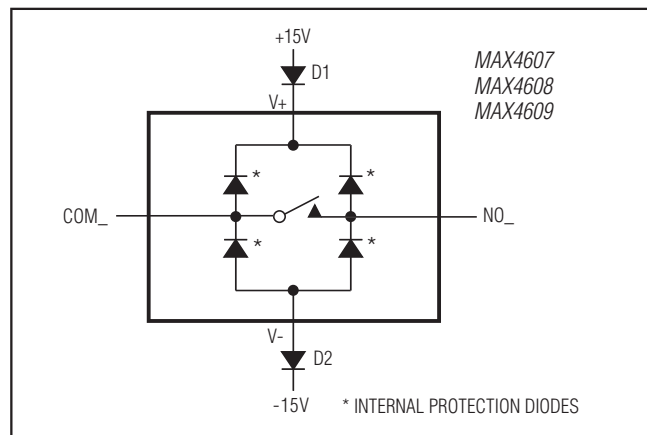 +15V
D1
MAX4607
MAX4608
MAX4609
V+
*
*
COM_
NO_
*
*
V-
D2
-15V
* INTERNAL PROTECTION DIODES